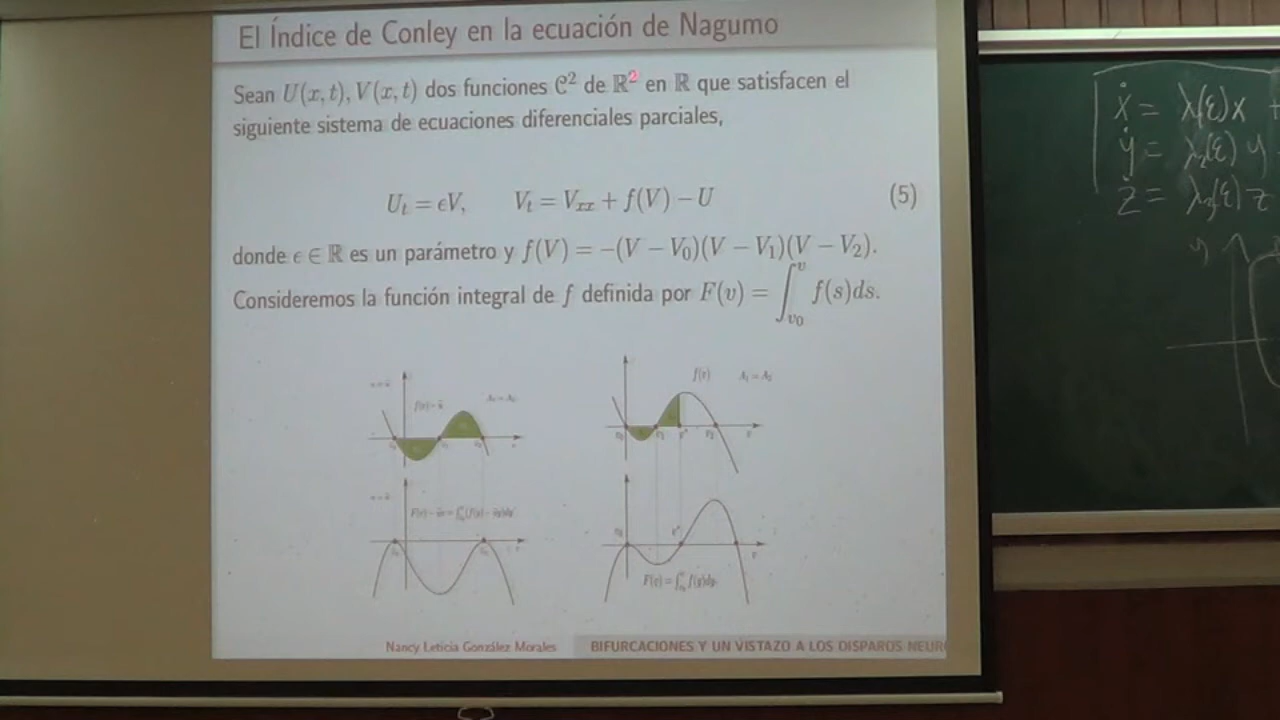 El Índice de Conley en la ecuación de Nagumo
Sean U(x, t), V(x, t) dos funciones C² de ℝ² en ℝ que satisfacen el
siguiente sistema de ecuaciones diferenciales parciales,
U_t = ϵV, V_t = V_xx + f(V) − U (5)
donde ϵ ∈ ℝ es un parámetro y f(V) = −(V − V₀)(V − V₁)(V − V₂).
Consideremos la función integral de f definida por F(v) = ∫_{v₀}^{v} f(s)ds.
f(v) A₁ = A₂
Nancy Leticia González Morales BIFURCACIONES Y UN VISTAZO A LOS DISPAROS
ẋ = λ(ε)x
ẏ = λ₂(ε) y
ż = λ₃(ε) z
y